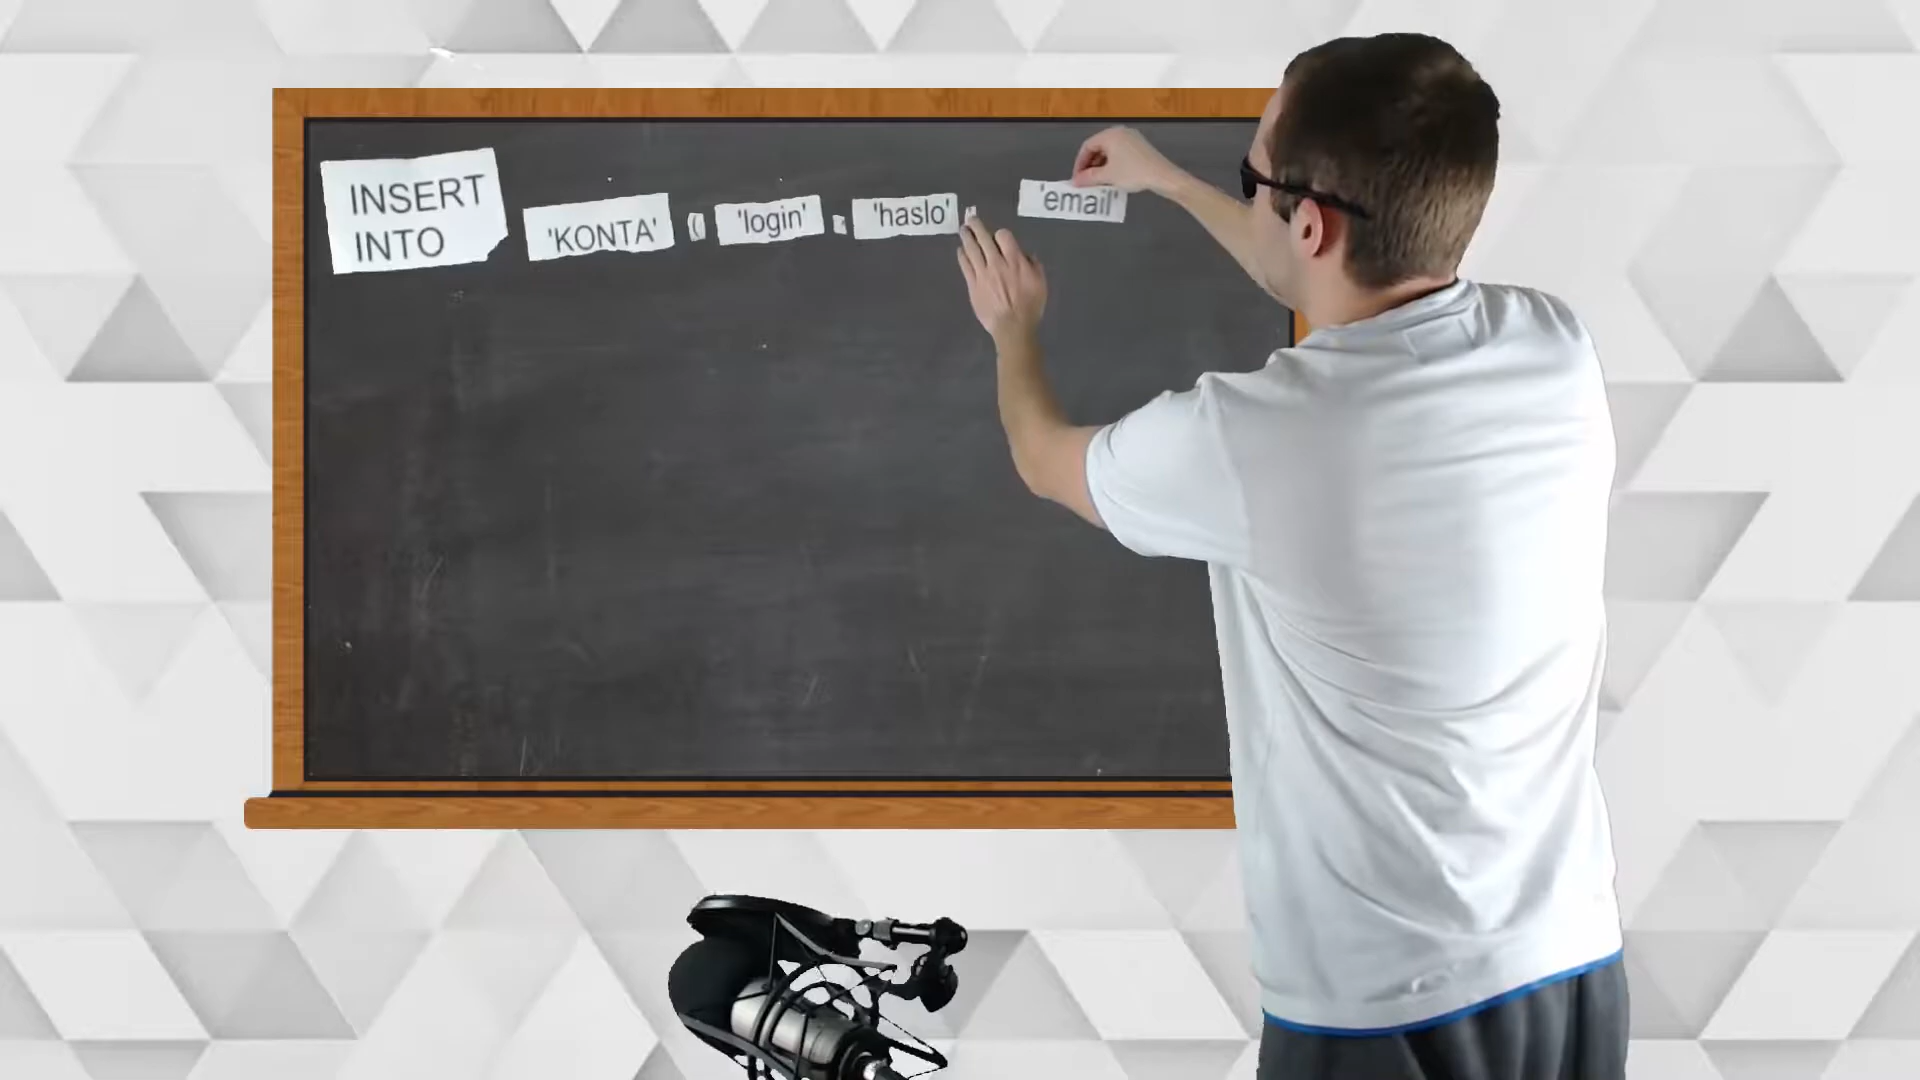 INSERT
INTO
'KONTA' ( 'login' , 'haslo' , 'email'